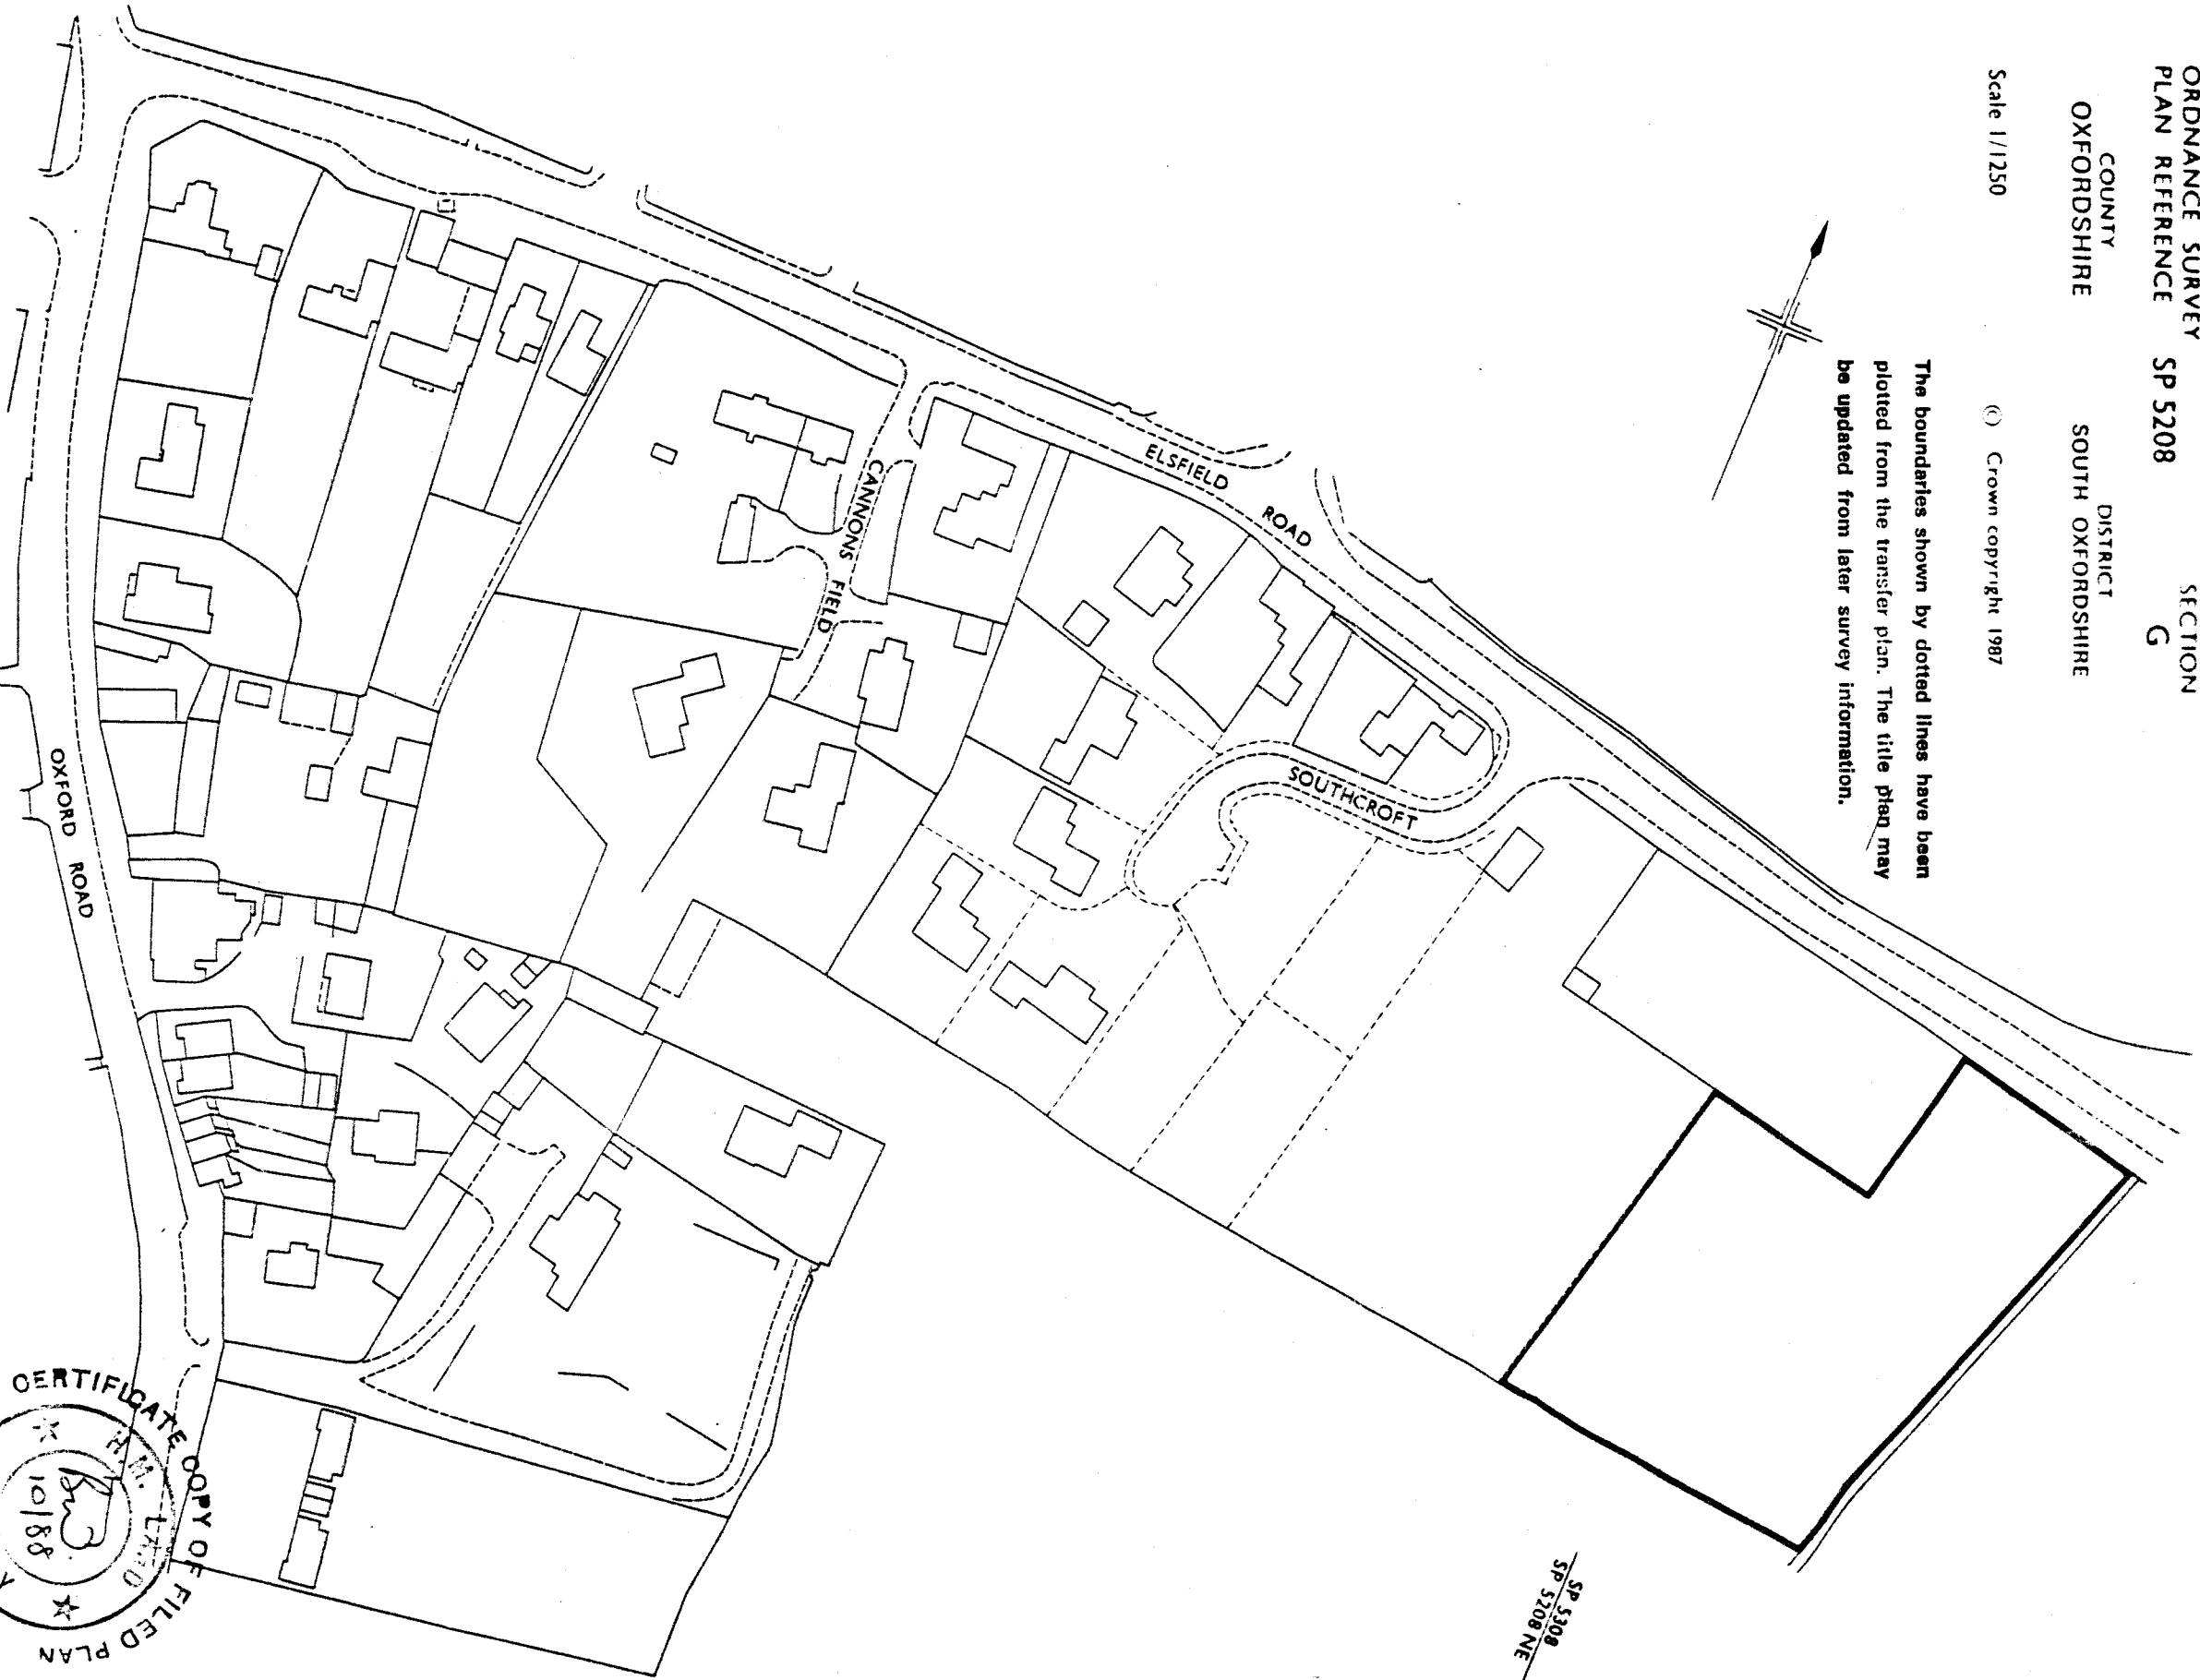 ORDNANCE SURVEY
PLAN REFERENCE SP 5208
SECTION
G
COUNTY
OXFORDSHIRE
DISTRICT
SOUTH OXFORDSHIRE
Scale 1/1250
© Crown copyright 1987
The boundaries shown by dotted lines have been
plotted from the transfer plan. The title plan may
be updated from later survey information.
ELSFIELD ROAD
CANNONS FIELD
SOUTHCROFT
OXFORD ROAD
SP 5308
SP 5208 NE
CERTIFICATE COPY OF FILED PLAN
H.M. LAND
10/88